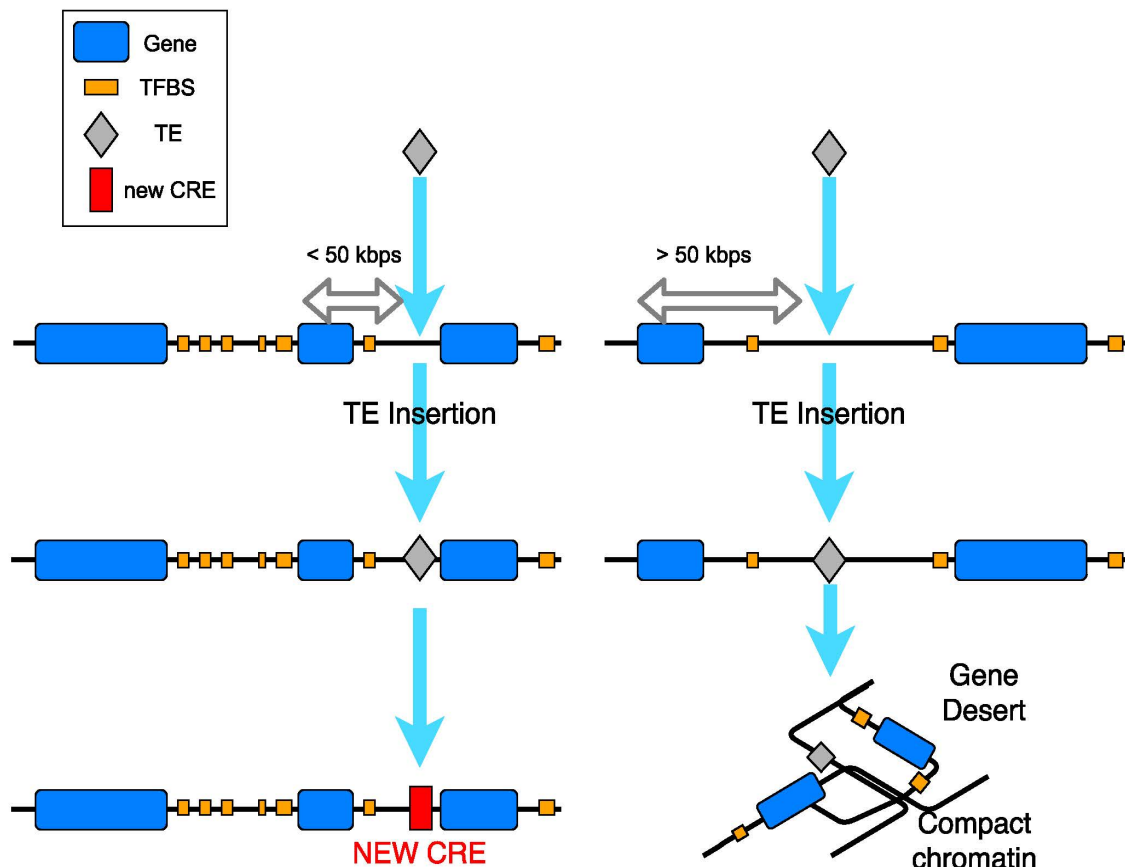 Gene
TFBS
TE
new CRE
< 50 kbps
> 50 kbps
TE Insertion
TE Insertion
Gene
Desert
NEW CRE
Compact
chromatin